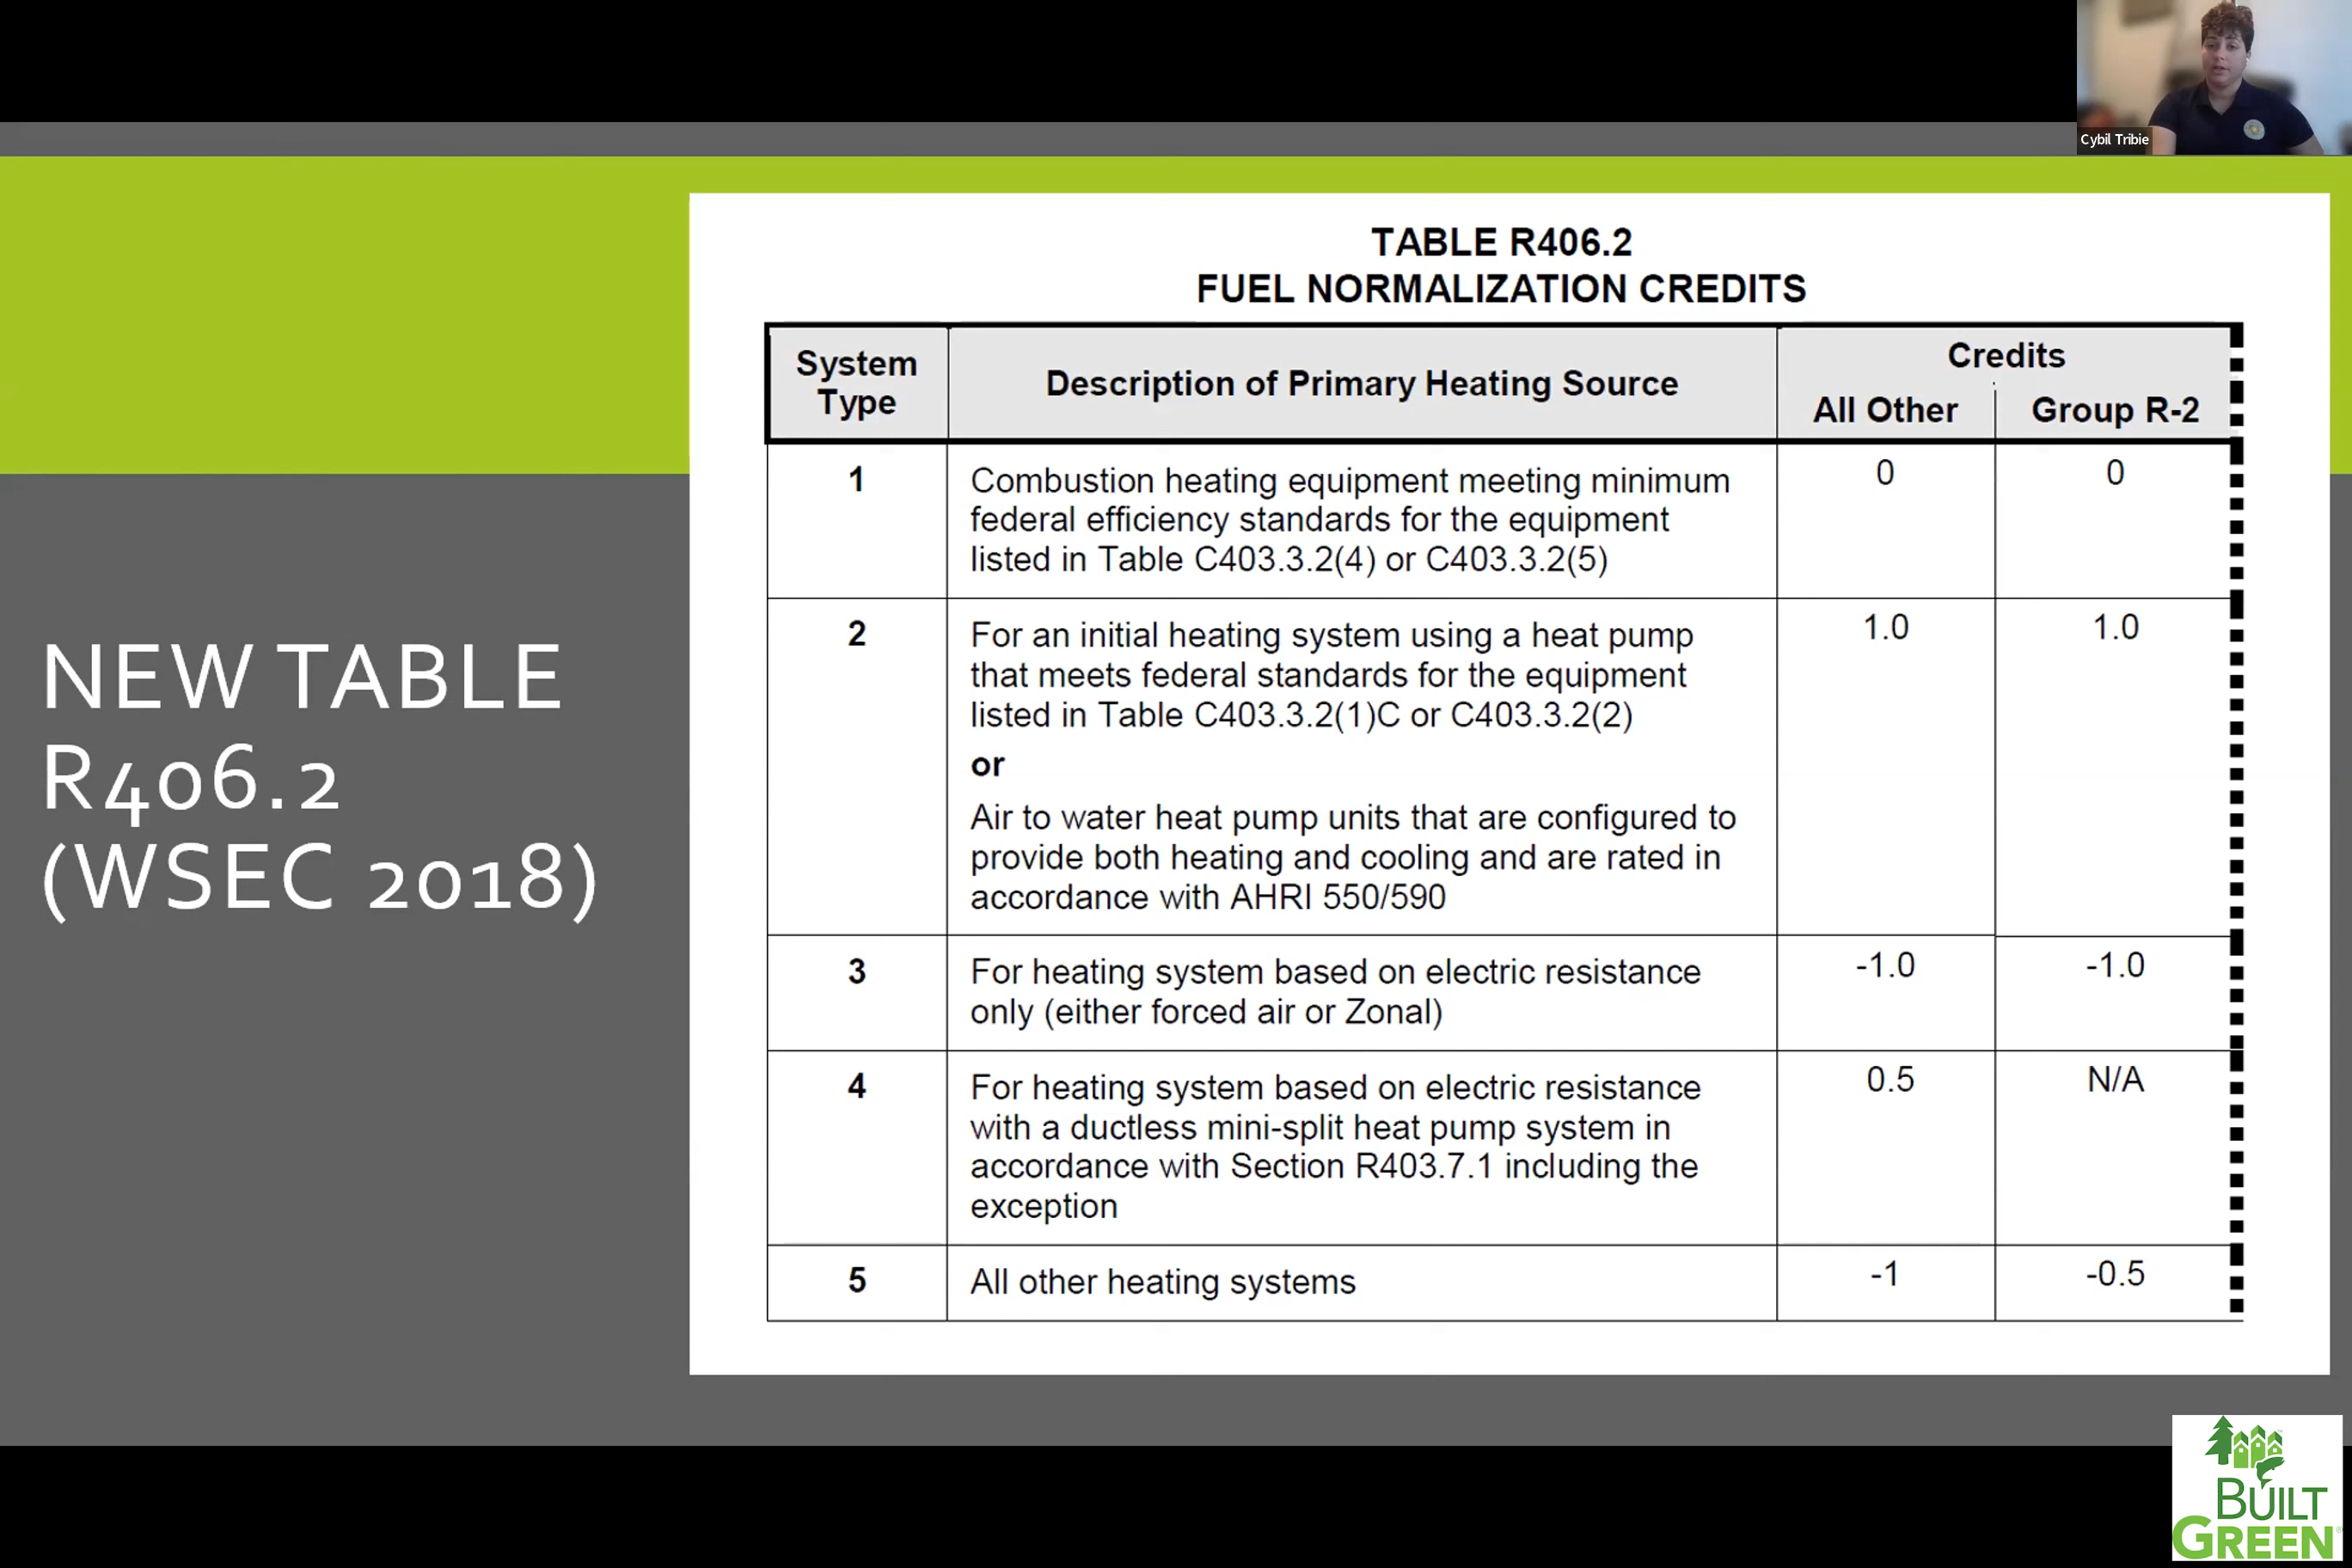 Cybil Tribie
NEW TABLE
R406.2
(WSEC 2018)
TABLE R406.2
FUEL NORMALIZATION CREDITS
System
Type
Description of Primary Heating Source
Credits
All Other
Group R-2
1
Combustion heating equipment meeting minimum
federal efficiency standards for the equipment
listed in Table C403.3.2(4) or C403.3.2(5)
0
0
2
For an initial heating system using a heat pump
that meets federal standards for the equipment
listed in Table C403.3.2(1)C or C403.3.2(2)
or
Air to water heat pump units that are configured to
provide both heating and cooling and are rated in
accordance with AHRI 550/590
1.0
1.0
3
For heating system based on electric resistance
only (either forced air or Zonal)
-1.0
-1.0
4
For heating system based on electric resistance
with a ductless mini-split heat pump system in
accordance with Section R403.7.1 including the
exception
0.5
N/A
5
All other heating systems
-1
-0.5
BUILT
GREEN